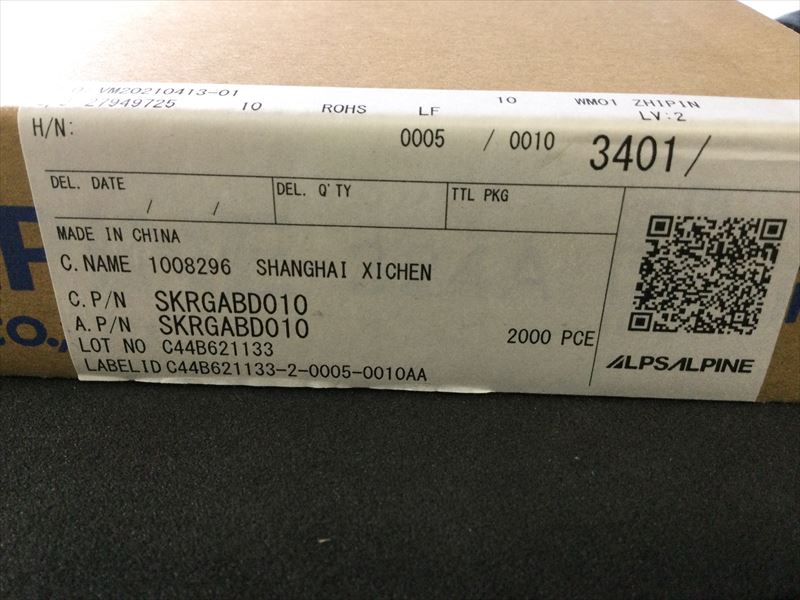 VM20210413-01
27949725 10 ROHS LF 10 WM01 ZHIPIN
LV:2
H/N: 0005 / 0010 3401/
DEL. DATE / / DEL. Q'TY TTL PKG
MADE IN CHINA
C.NAME 1008296 SHANGHAI XICHEN
C.P/N SKRGABD010
A.P/N SKRGABD010
2000 PCE
LOT NO C44B621133
LABELID C44B621133-2-0005-0010AA
ALPSALPINE
CO.,